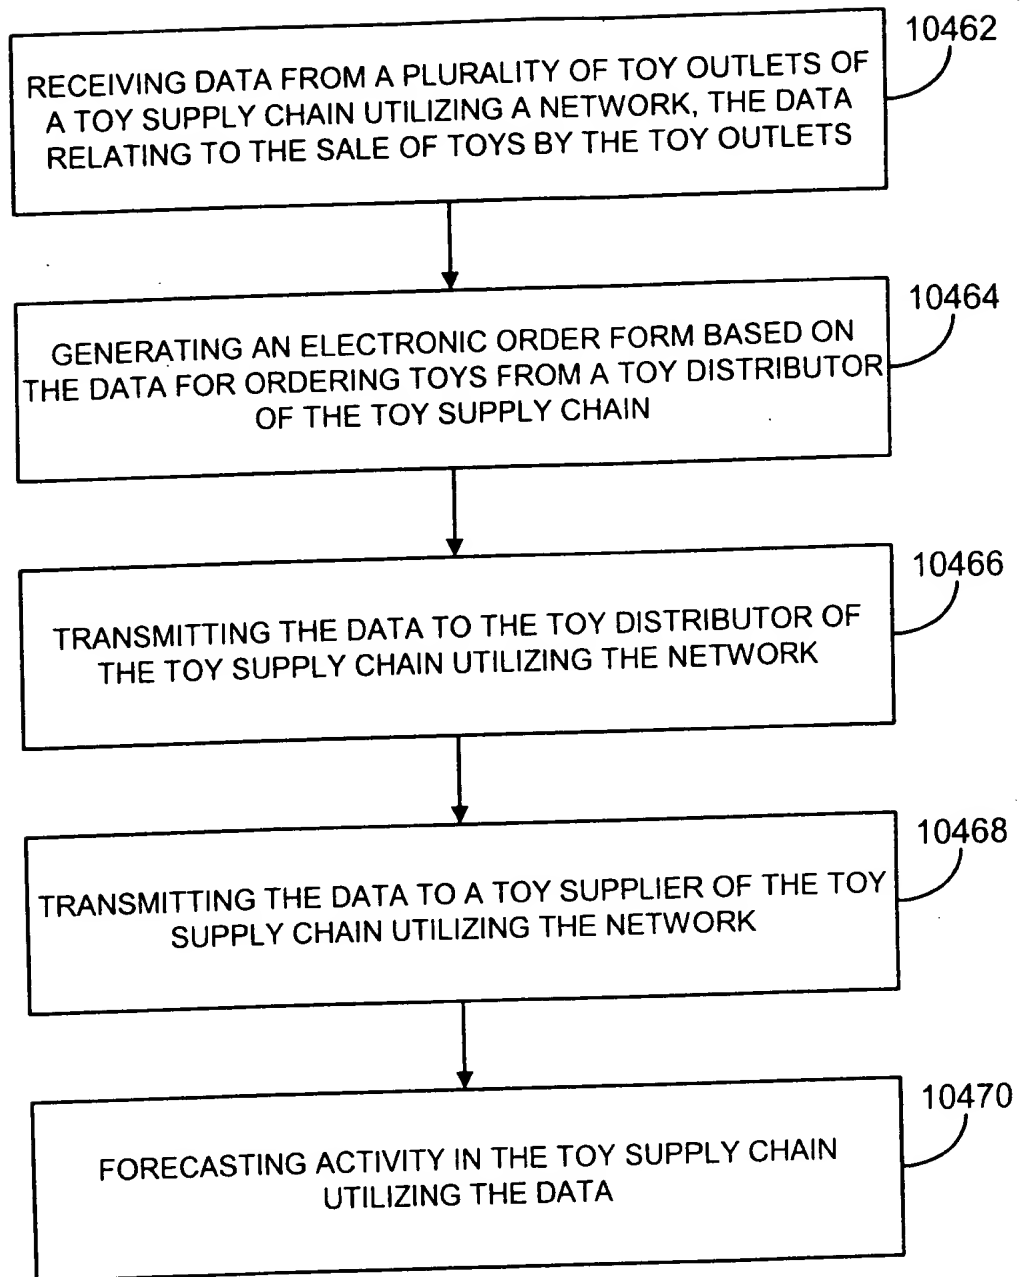 10462
RECEIVING DATA FROM A PLURALITY OF TOY OUTLETS OF
A TOY SUPPLY CHAIN UTILIZING A NETWORK, THE DATA
RELATING TO THE SALE OF TOYS BY THE TOY OUTLETS
10464
GENERATING AN ELECTRONIC ORDER FORM BASED ON
THE DATA FOR ORDERING TOYS FROM A TOY DISTRIBUTOR
OF THE TOY SUPPLY CHAIN
10466
TRANSMITTING THE DATA TO THE TOY DISTRIBUTOR OF
THE TOY SUPPLY CHAIN UTILIZING THE NETWORK
10468
TRANSMITTING THE DATA TO A TOY SUPPLIER OF THE TOY
SUPPLY CHAIN UTILIZING THE NETWORK
10470
FORECASTING ACTIVITY IN THE TOY SUPPLY CHAIN
UTILIZING THE DATA